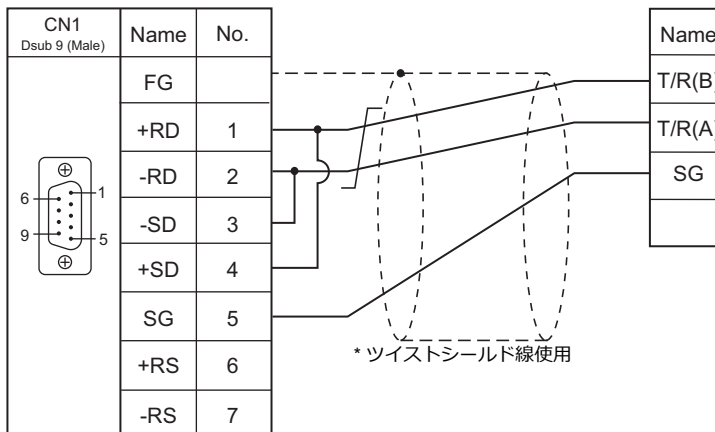 CN1
Dsub 9 (Male)
Name No.
FG
+RD 1
-RD 2
-SD 3
+SD 4
SG 5
+RS 6
-RS 7
6 1
9 5
* ツイストシールド線使用
Name
T/R(B)
T/R(A)
SG